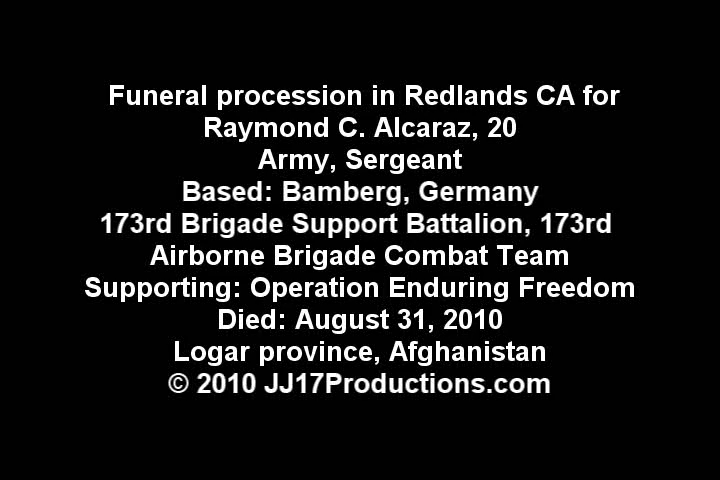 Funeral procession in Redlands CA for
Raymond C. Alcaraz, 20
Army, Sergeant
Based: Bamberg, Germany
173rd Brigade Support Battalion, 173rd
Airborne Brigade Combat Team
Supporting: Operation Enduring Freedom
Died: August 31, 2010
Logar province, Afghanistan
© 2010 JJ17Productions.com